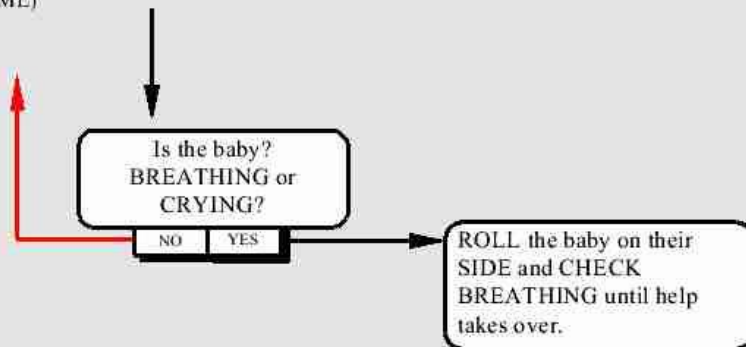 ME)
Is the baby?
BREATHING or
CRYING?
NO YES
ROLL the baby on their
SIDE and CHECK
BREATHING until help
takes over.